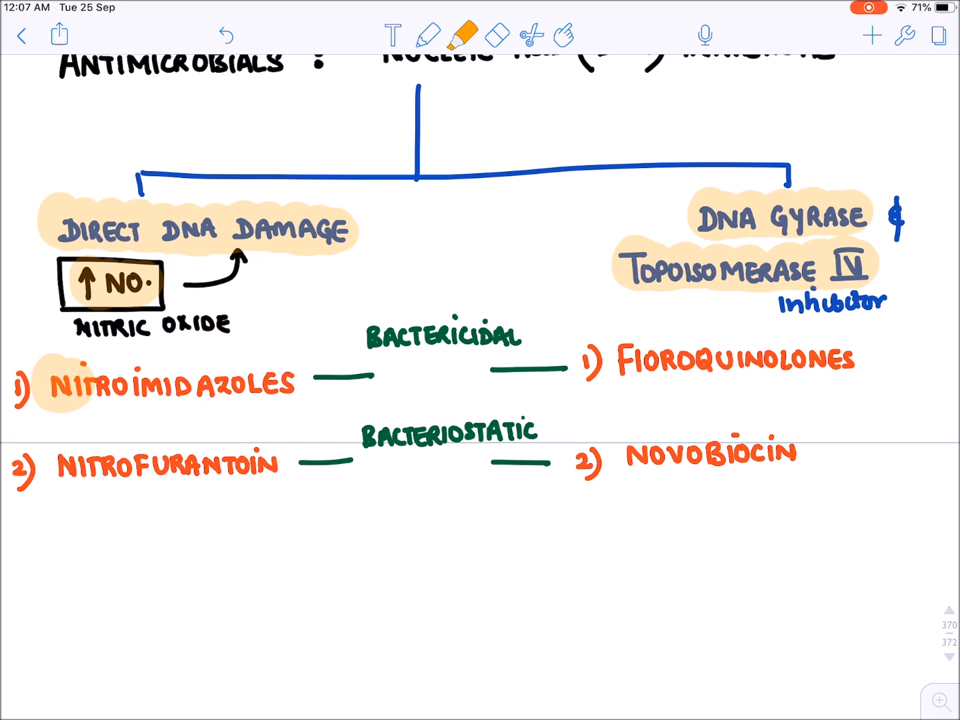 12:07 AM Tue 25 Sep
71%
T
ANTIMICROBIALS :
DIRECT DNA DAMAGE
↑ NO.
NITRIC OXIDE
DNA GYRASE &
TOPOISOMERASE IV
inhibitor
BACTERICIDAL
1) NITROIMIDAZOLES
1) FlOROQUINOLONES
BACTERIOSTATIC
2) NITROFURANTOIN
2) NOVOBIOCIN
370
372